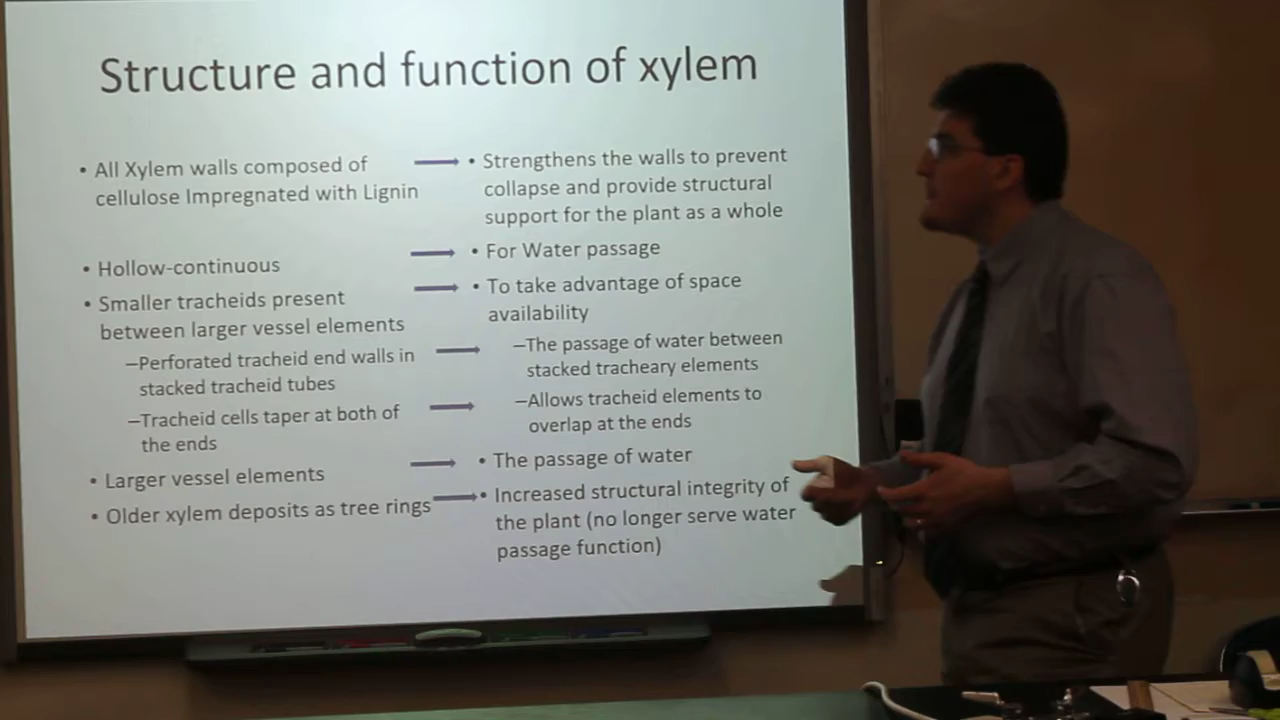 Structure and function of xylem
• All Xylem walls composed of
cellulose Impregnated with Lignin
• Strengthens the walls to prevent
collapse and provide structural
support for the plant as a whole
• Hollow-continuous
• For Water passage
• Smaller tracheids present
between larger vessel elements
• To take advantage of space
availability
–Perforated tracheid end walls in
stacked tracheid tubes
–The passage of water between
stacked tracheary elements
–Tracheid cells taper at both of
the ends
–Allows tracheid elements to
overlap at the ends
• Larger vessel elements
• The passage of water
• Older xylem deposits as tree rings
• Increased structural integrity of
the plant (no longer serve water
passage function)